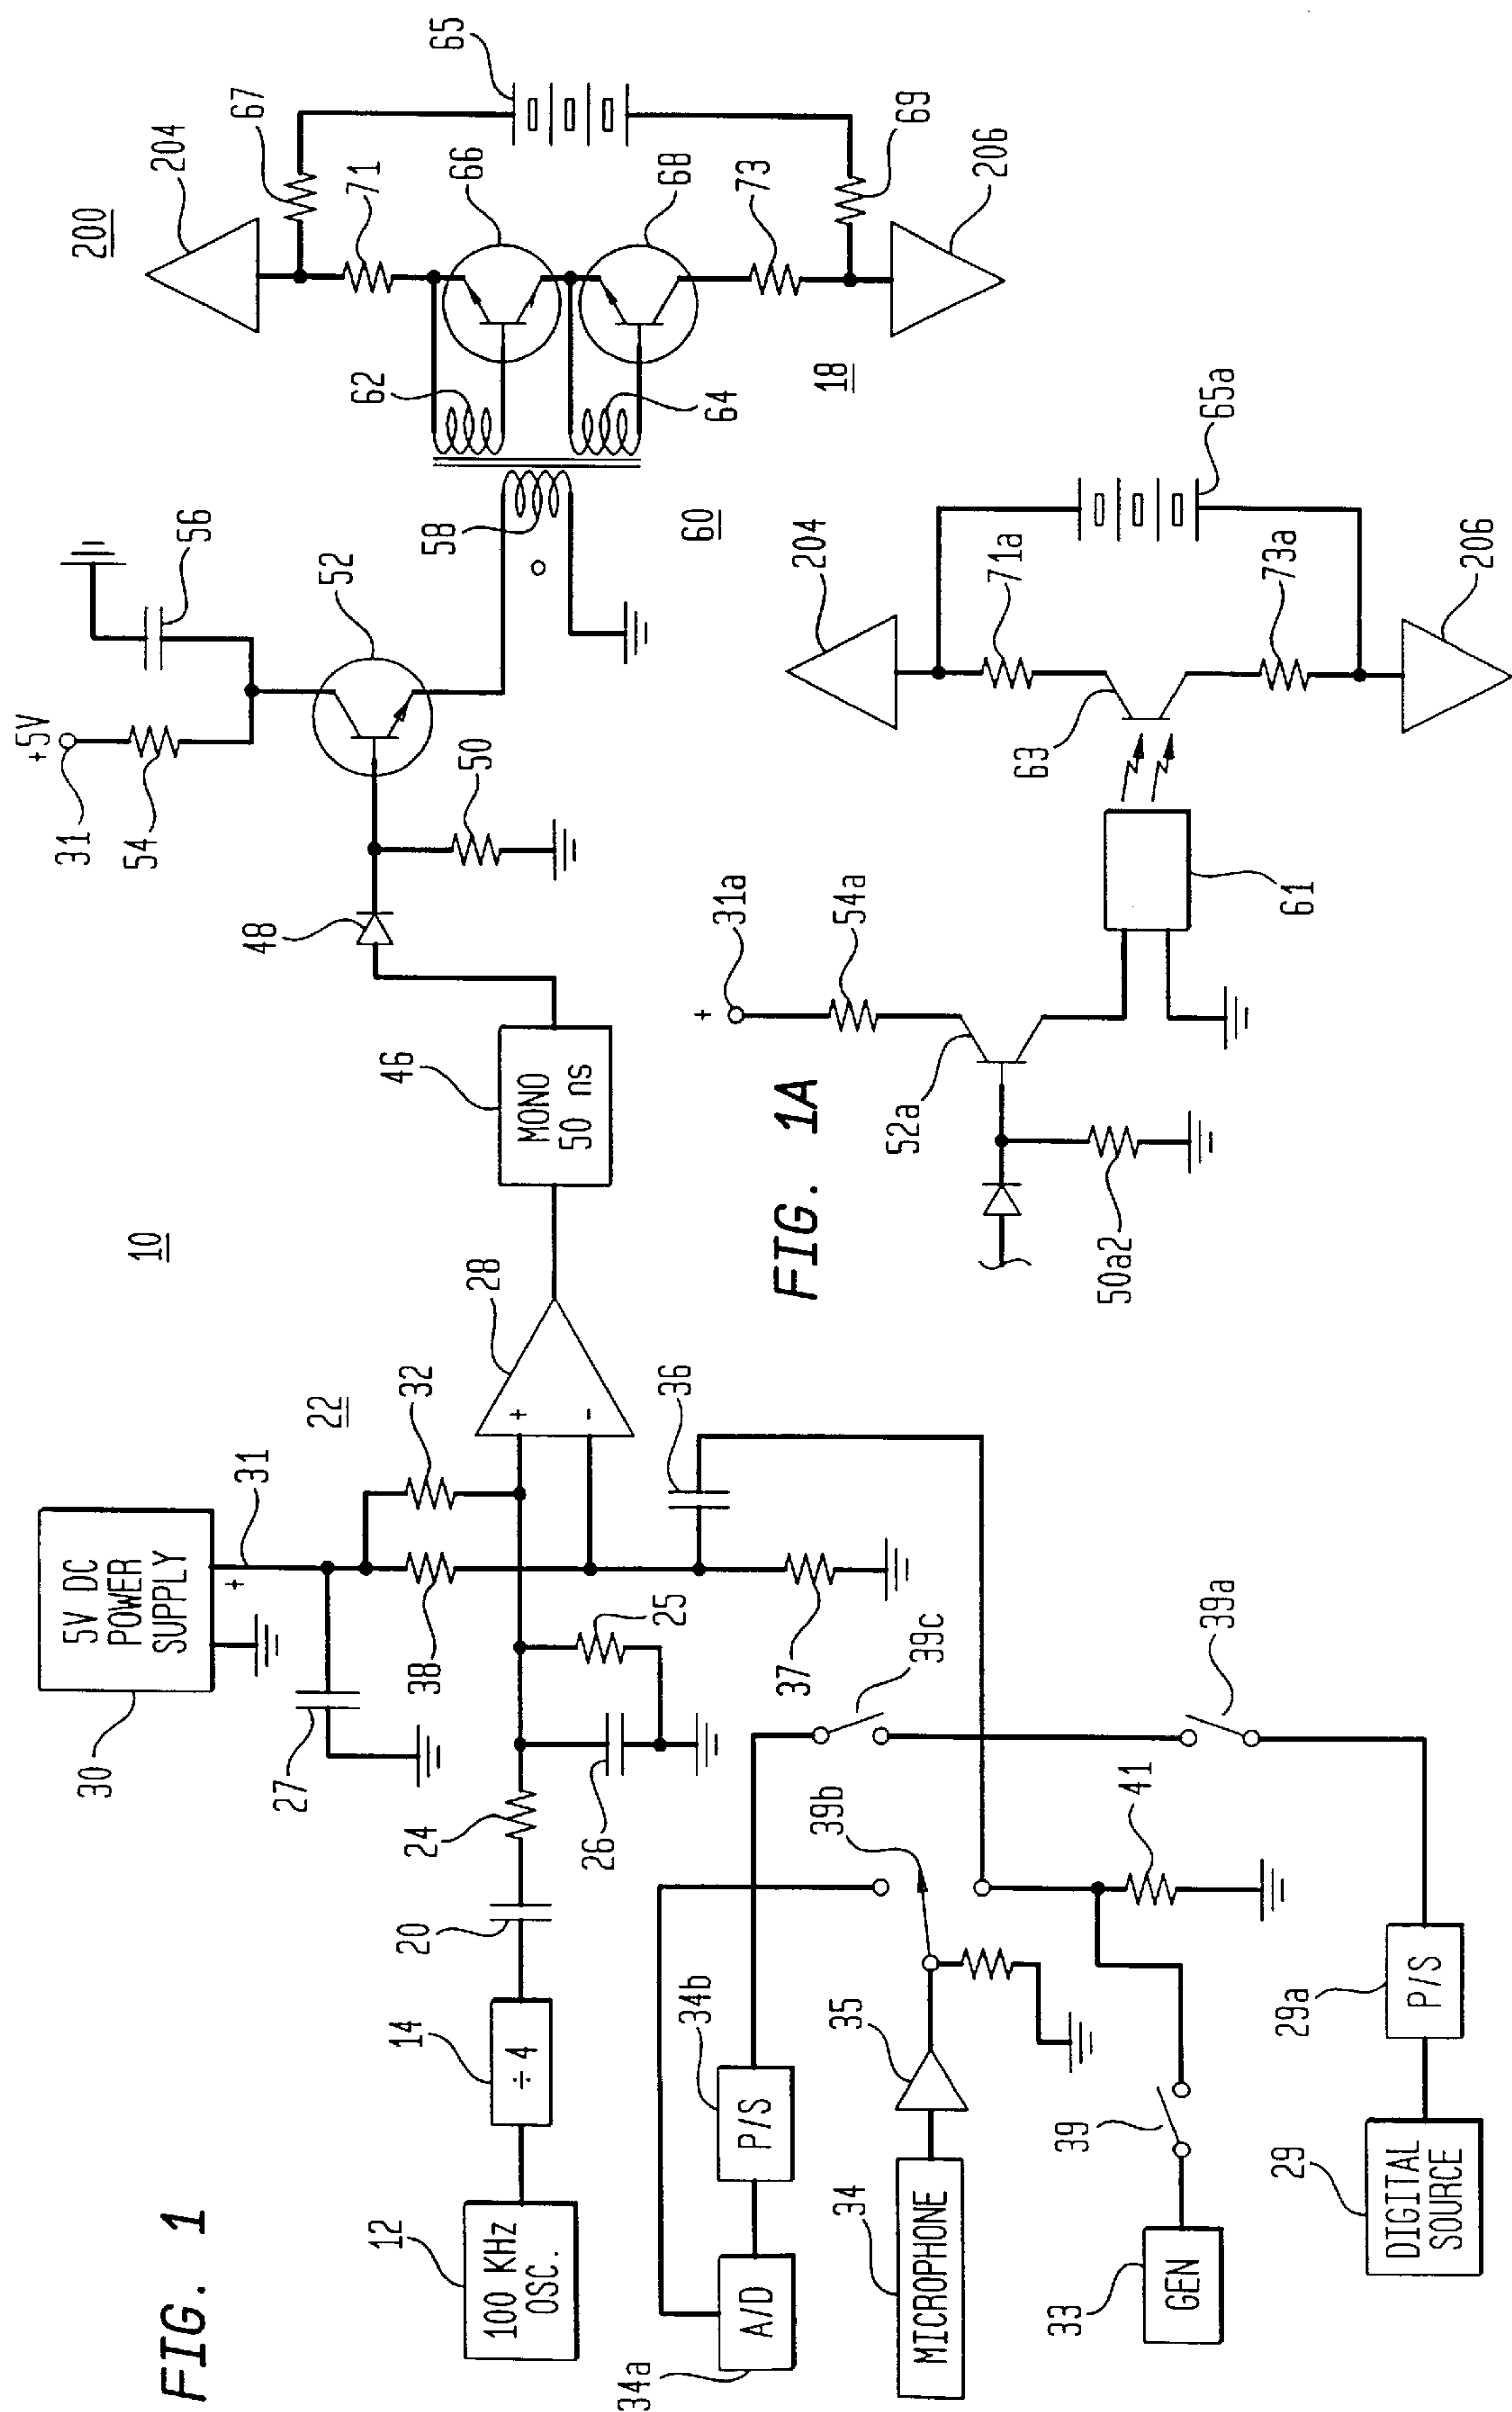 FIG. 1
10
12
100 KHz
OSC.
14
÷ 4
20
24
26
25
22
30
5V DC
POWER
SUPPLY
+
31
27
38
32
28
+
-
36
37
46
MONO
50 ns
48
50
52
+5V
31
54
56
58
60
62
64
66
68
18
200
204
67
71
65
73
69
206
34a
A/D
34b
P/S
34
MICROPHONE
35
39b
39c
39a
33
GEN
39
41
29
DIGITAL
SOURCE
29a
P/S
FIG. 1A
50a2
52a
+
31a
54a
61
63
204
71a
65a
73a
206